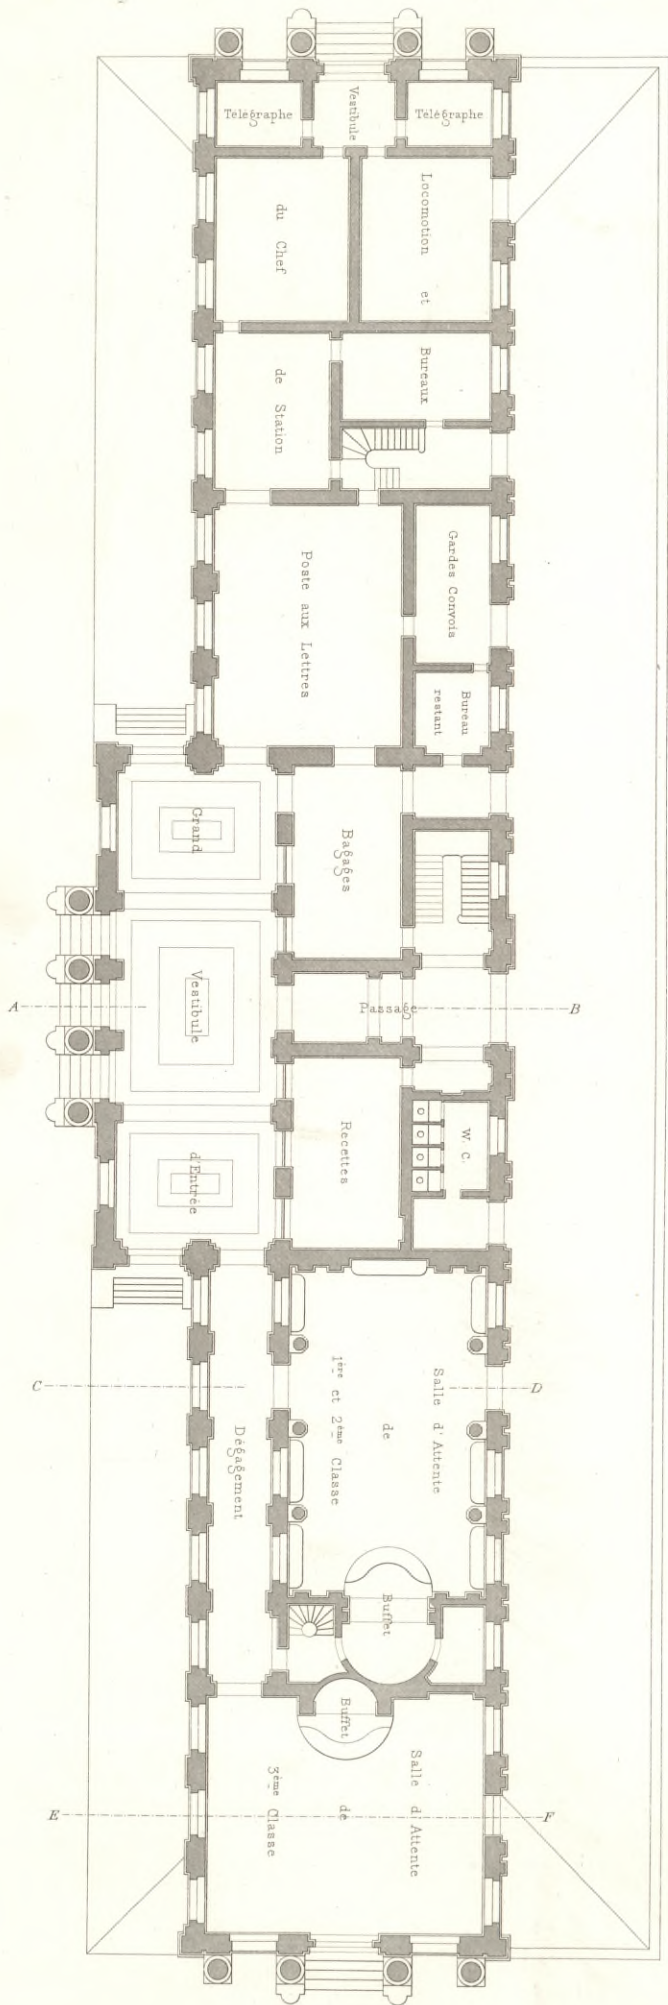 Télégraphe
Vestibule
Télégraphe
Locomotion et
Bureaux
du Chef
de Station
Gardes Convois
Poste aux Lettres
Bureau
restant
Grand
Vestibule
d'Entrée
Bagages
A
Passage
B
Recettes
W. C.
C
D
Salle d'Attente
de
1ère et 2ème Classe
Dégagement
Buffet
Buffet
Salle d'Attente
de
3ème Classe
E
F